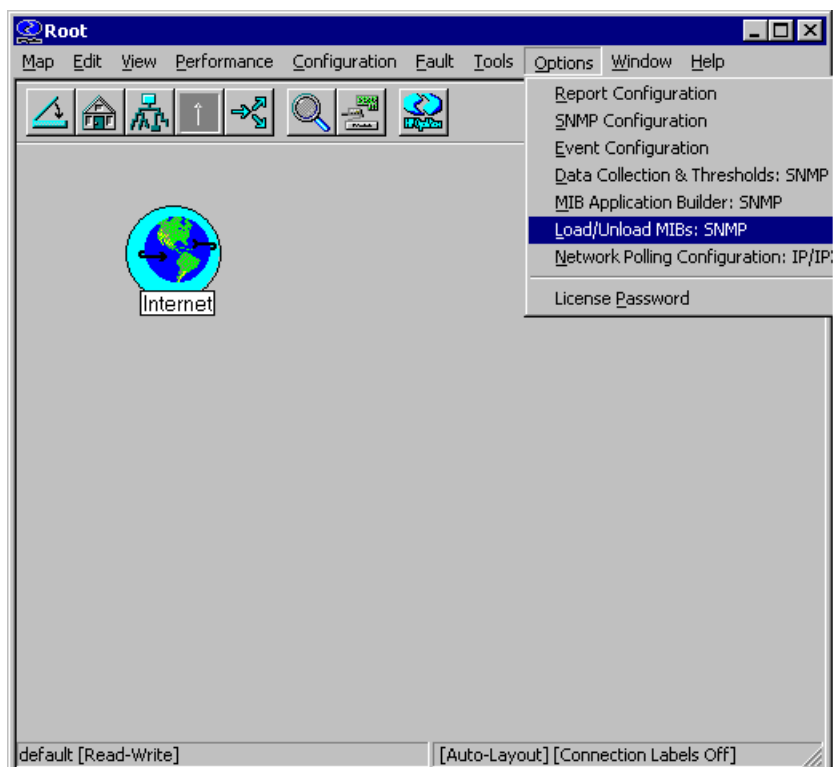 Root
Map Edit View Performance Configuration Fault Tools Options Window Help
Report Configuration
SNMP Configuration
Event Configuration
Data Collection & Thresholds: SNMP
MIB Application Builder: SNMP
Load/Unload MIBs: SNMP
Network Polling Configuration: IP/IP
License Password
Internet
default [Read-Write]
[Auto-Layout] [Connection Labels Off]